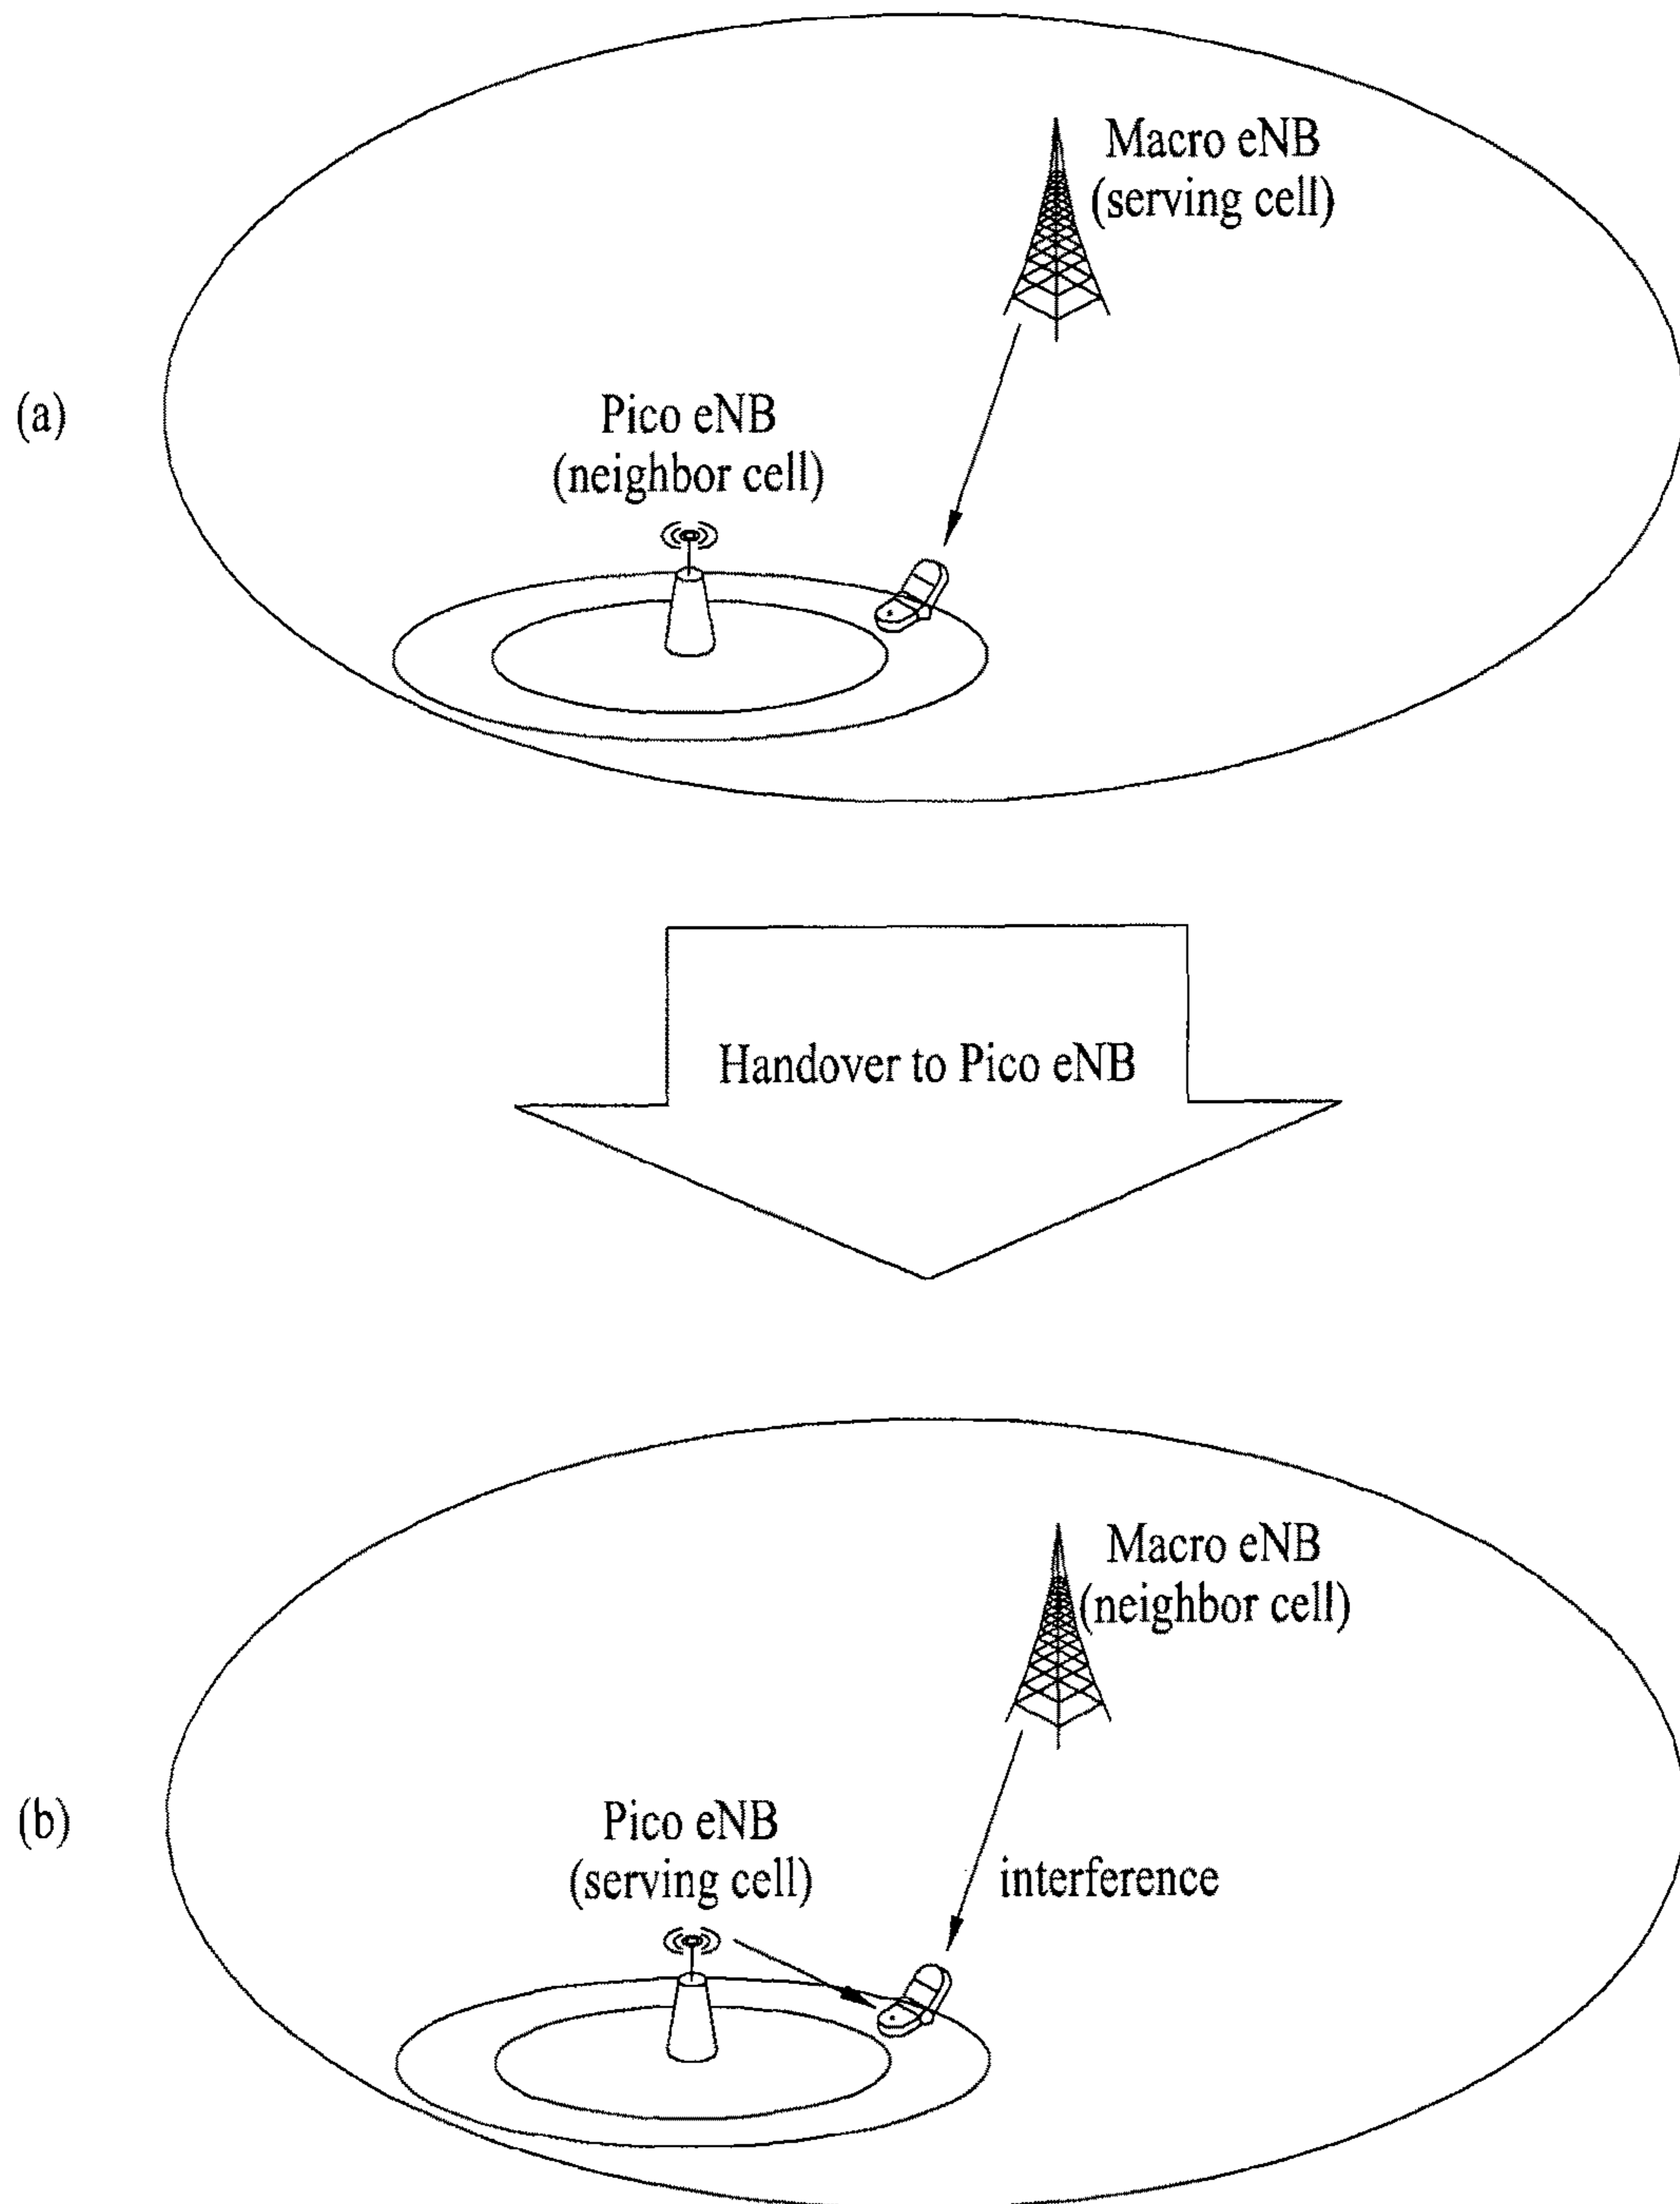 Macro eNB
(serving cell)
(a)
Pico eNB
(neighbor cell)
Handover to Pico eNB
Macro eNB
(neighbor cell)
(b)
Pico eNB
(serving cell)
interference